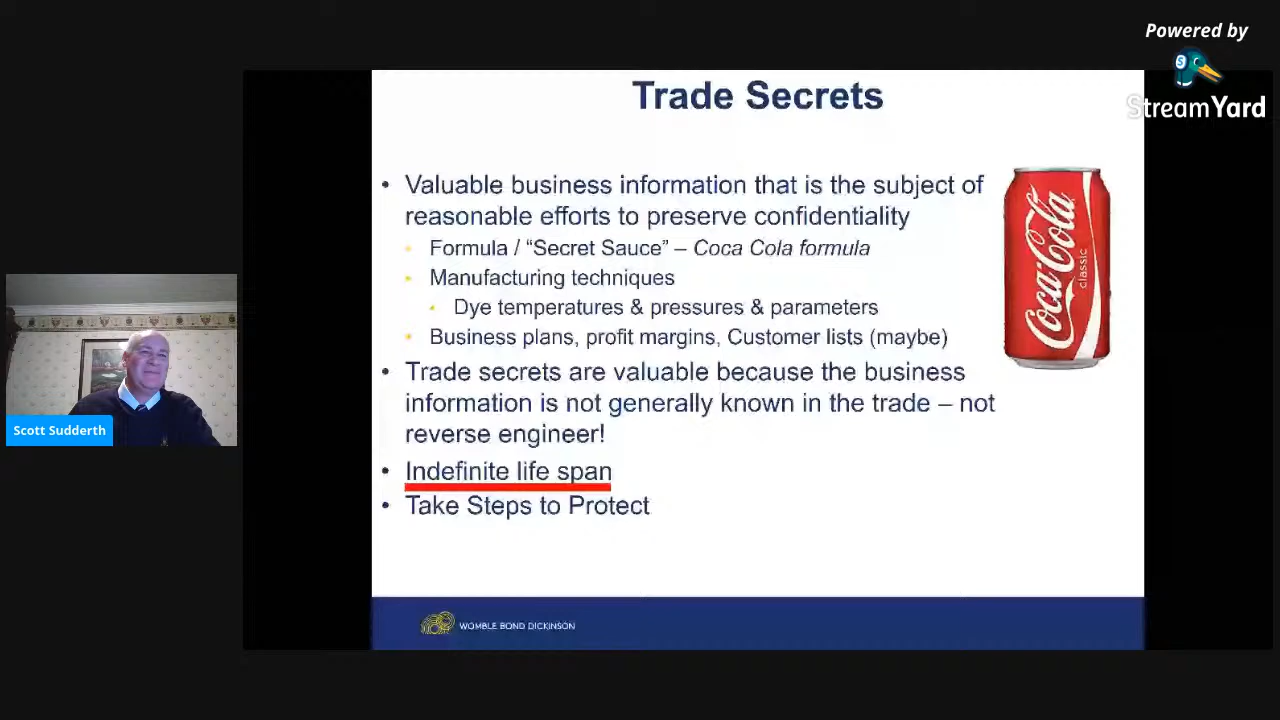 Powered by
StreamYard
Trade Secrets
• Valuable business information that is the subject of
reasonable efforts to preserve confidentiality
• Formula / “Secret Sauce” – Coca Cola formula
• Manufacturing techniques
• Dye temperatures & pressures & parameters
• Business plans, profit margins, Customer lists (maybe)
• Trade secrets are valuable because the business
information is not generally known in the trade – not
reverse engineer!
• Indefinite life span
• Take Steps to Protect
Coca-Cola
classic
Scott Sudderth
WOMBLE BOND DICKINSON